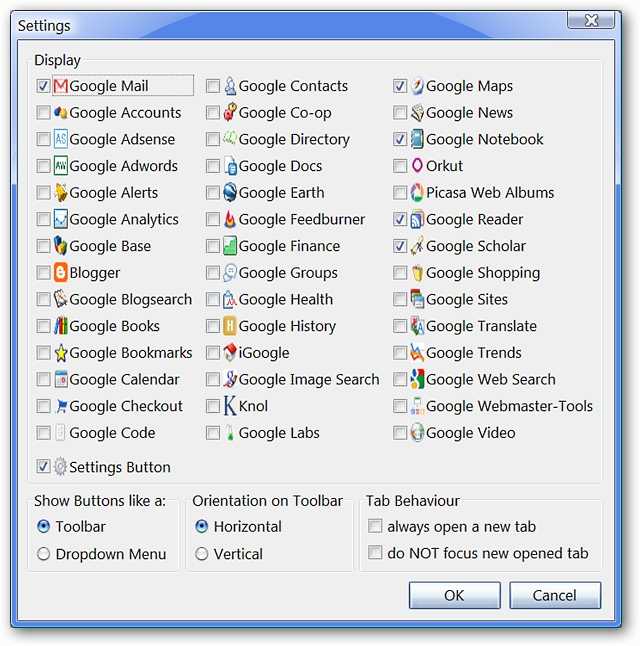 Settings
Display
Google Mail
Google Accounts
Google Adsense
Google Adwords
Google Alerts
Google Analytics
Google Base
Blogger
Google Blogsearch
Google Books
Google Bookmarks
Google Calendar
Google Checkout
Google Code
Google Contacts
Google Co-op
Google Directory
Google Docs
Google Earth
Google Feedburner
Google Finance
Google Groups
Google Health
Google History
iGoogle
Google Image Search
Knol
Google Labs
Google Maps
Google News
Google Notebook
Orkut
Picasa Web Albums
Google Reader
Google Scholar
Google Shopping
Google Sites
Google Translate
Google Trends
Google Web Search
Google Webmaster-Tools
Google Video
Settings Button
Show Buttons like a:
Toolbar
Dropdown Menu
Orientation on Toolbar
Horizontal
Vertical
Tab Behaviour
always open a new tab
do NOT focus new opened tab
OK
Cancel